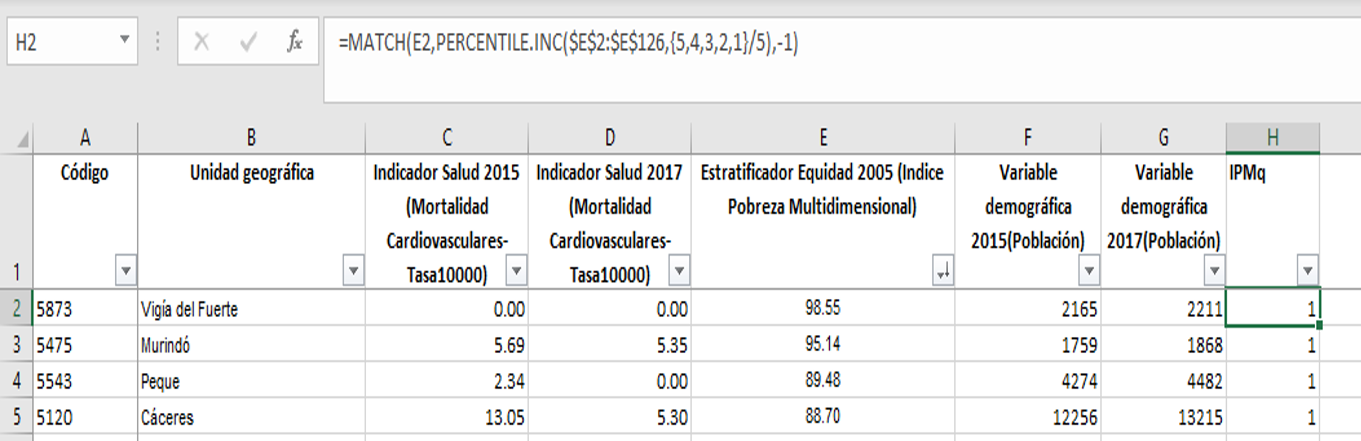 H2 fx =MATCH(E2,PERCENTILE.INC($E$2:$E$126,{5,4,3,2,1}/5),-1)
A B C D E F G H
Código Unidad geográfica Indicador Salud 2015 Indicador Salud 2017 Estratificador Equidad 2005 (Indice Variable Variable IPMq
(Mortalidad (Mortalidad Pobreza Multidimensional) demográfica demográfica
Cardiovasculares- Cardiovasculares- 2015(Población) 2017(Población)
1 Tasa10000) Tasa10000)
2 5873 Vigía del Fuerte 0.00 0.00 98.55 2165 2211 1
3 5475 Murindó 5.69 5.35 95.14 1759 1868 1
4 5543 Peque 2.34 0.00 89.48 4274 4482 1
5 5120 Cáceres 13.05 5.30 88.70 12256 13215 1